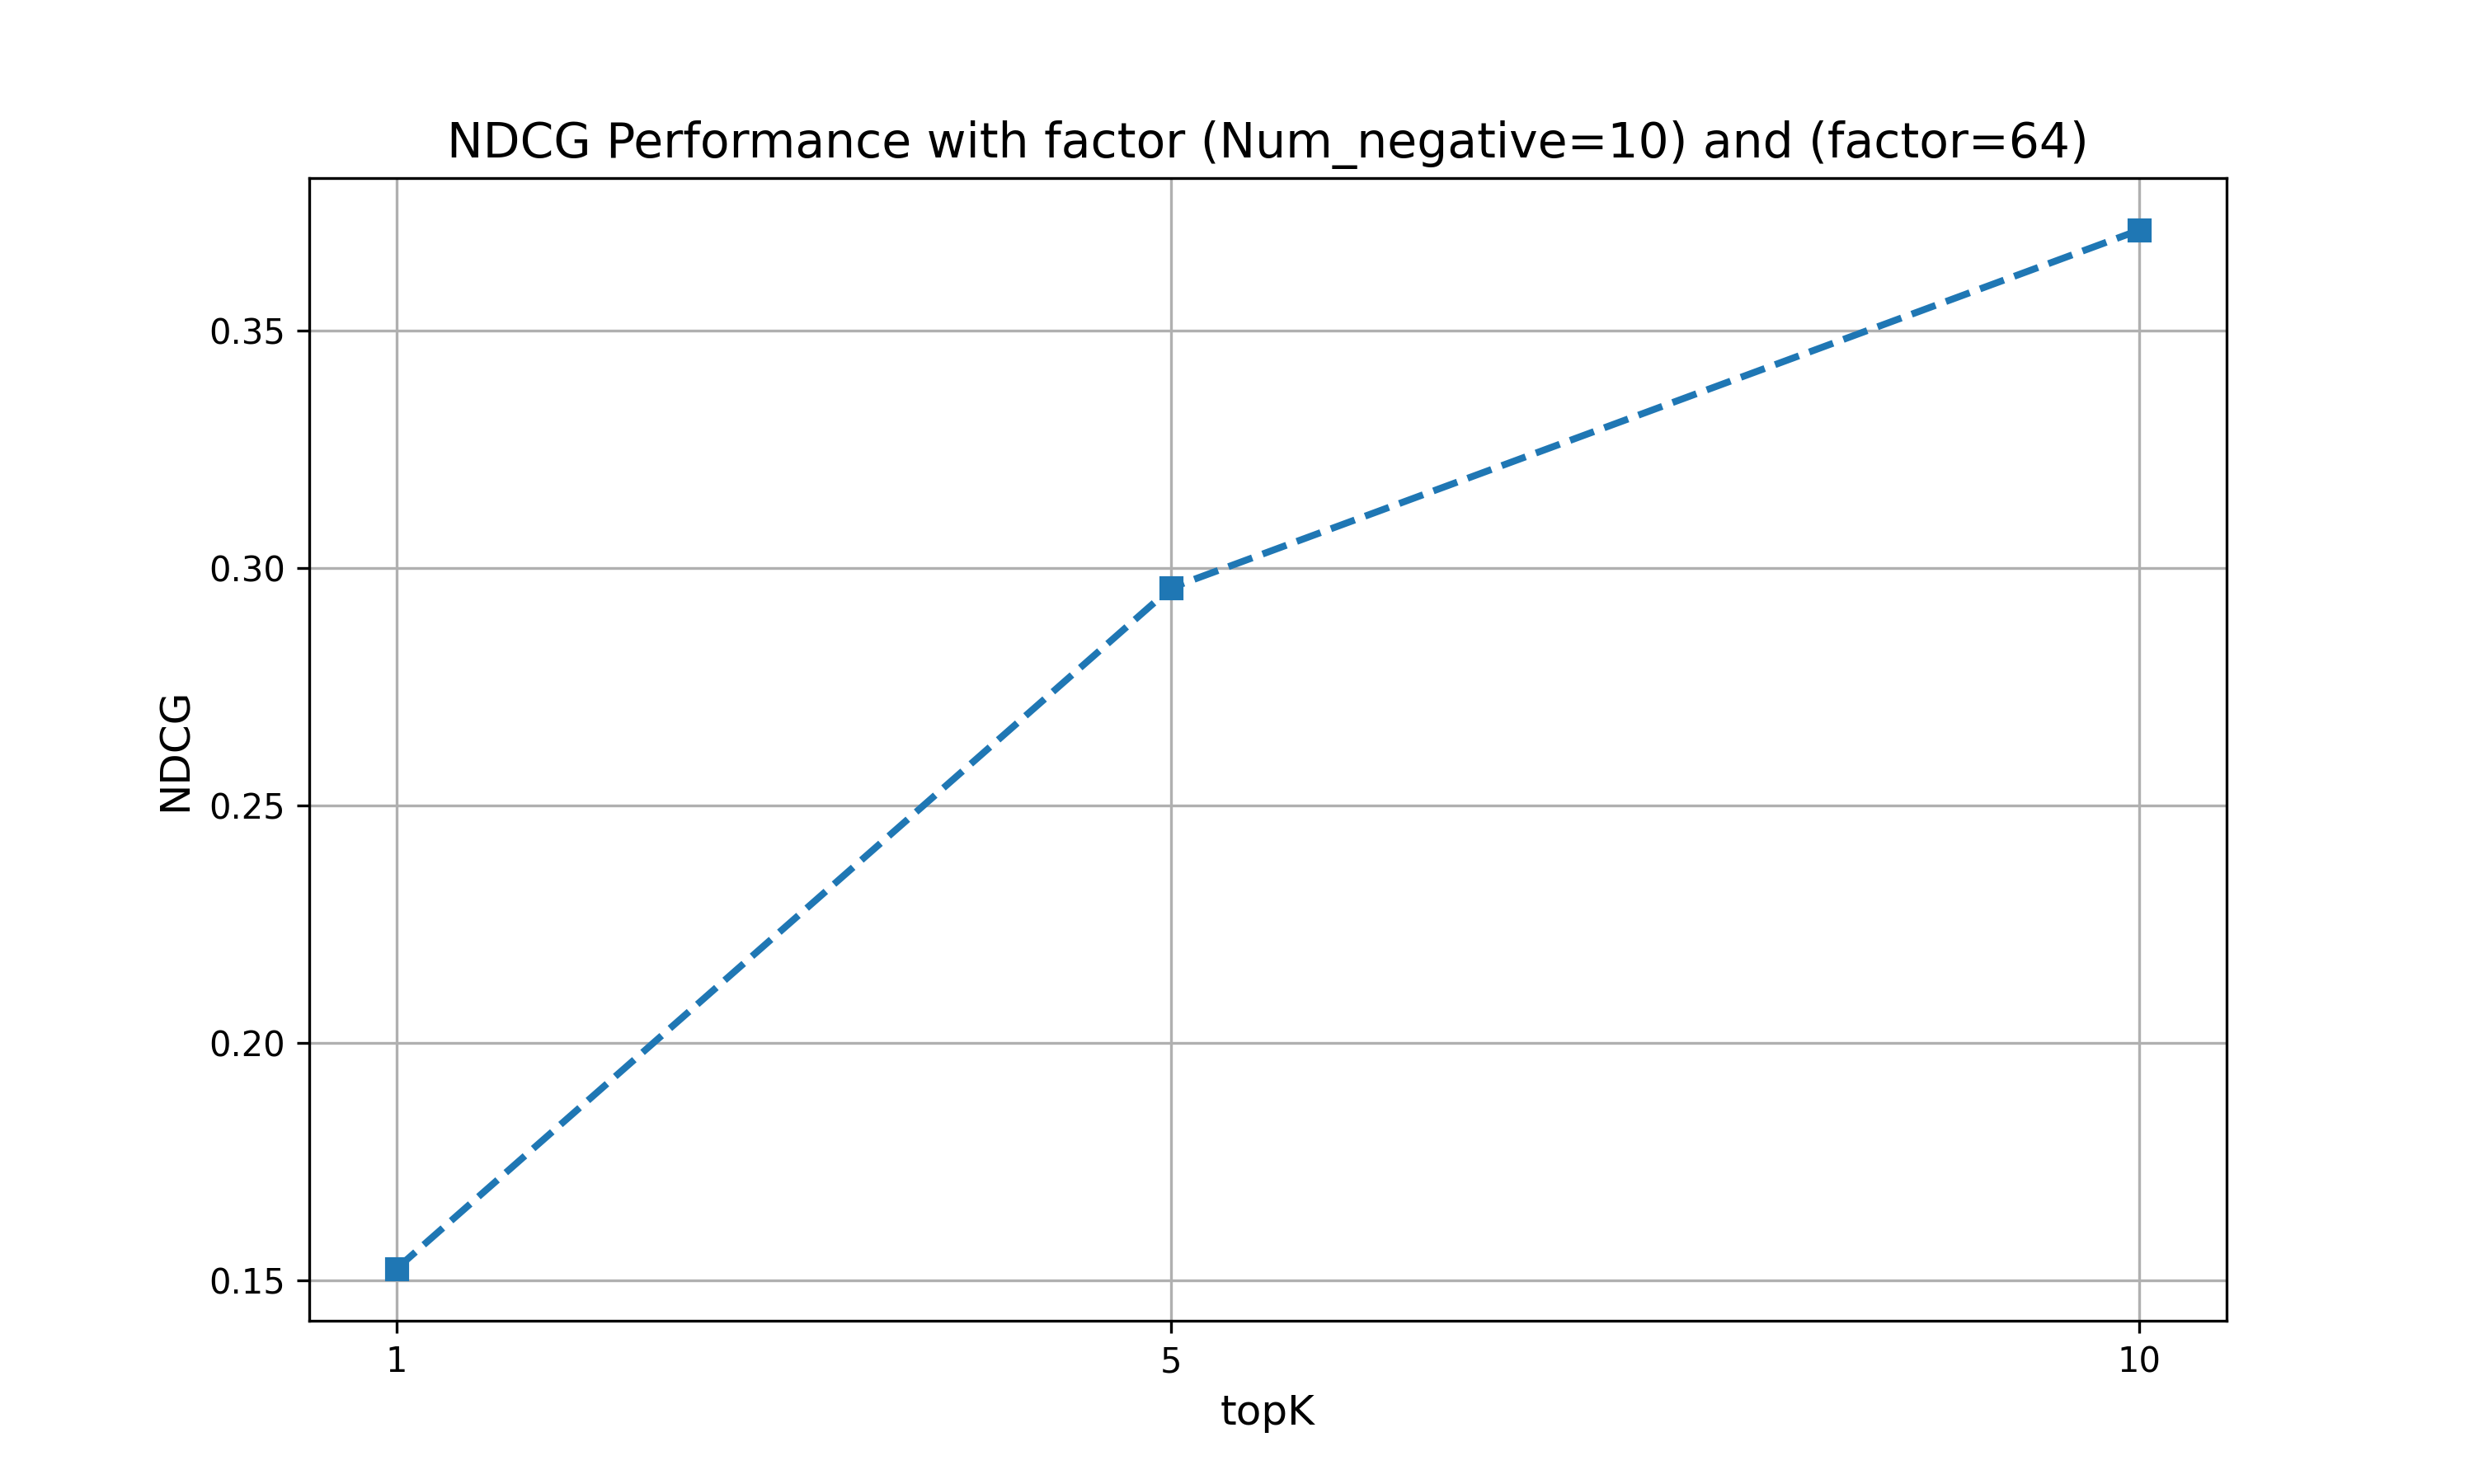 NDCG Performance with factor (Num_negative=10) and (factor=64)
NDCG
0.35
0.30
0.25
0.20
0.15
1 5 10
topK